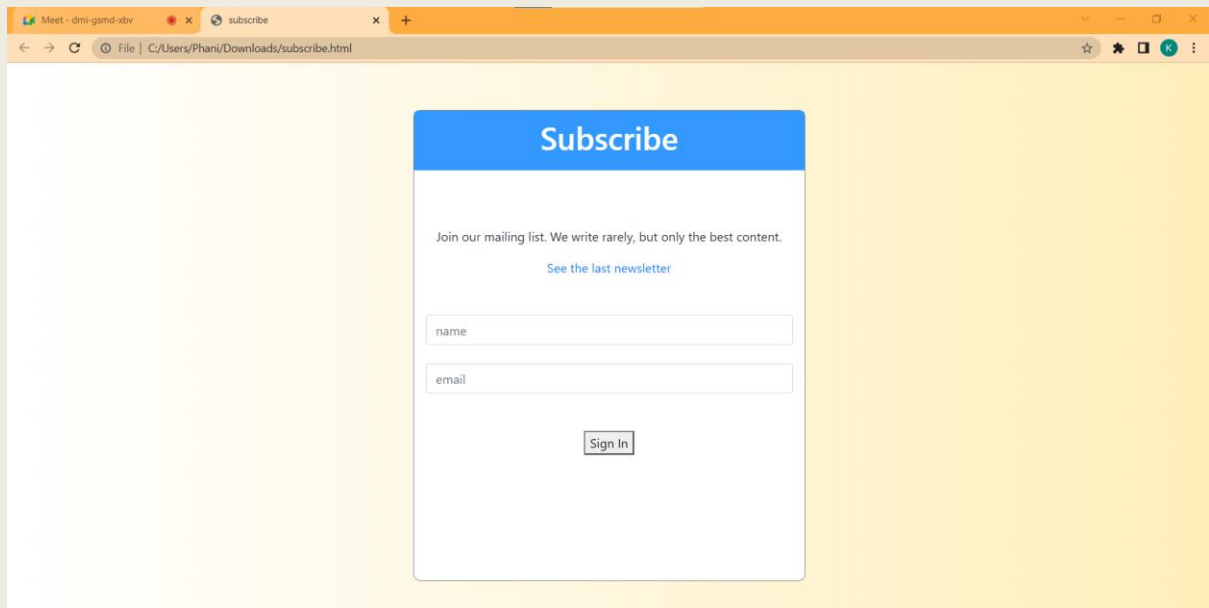 Meet - dmi-gsmd-xbv
subscribe
File | C:/Users/Phani/Downloads/subscribe.html
K
Subscribe
Join our mailing list. We write rarely, but only the best content.
See the last newsletter
name
email
Sign In